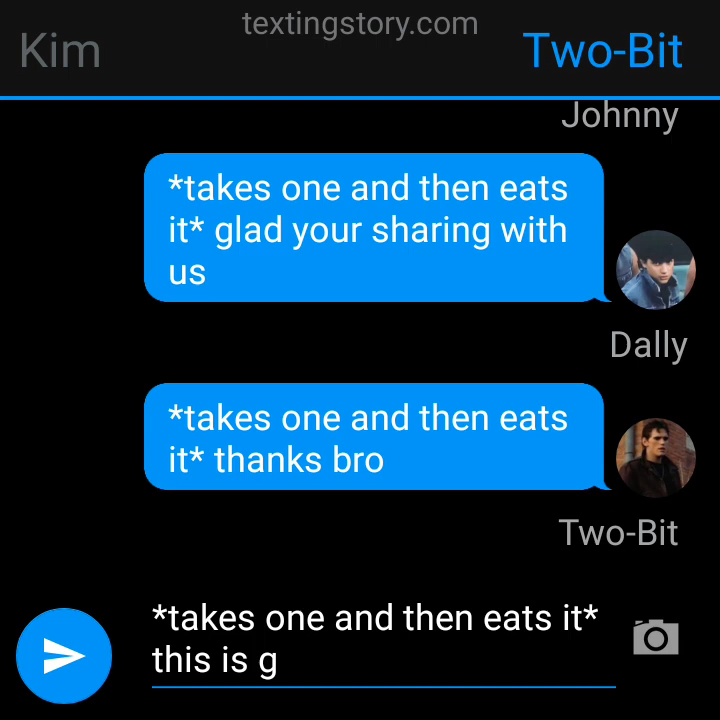 textingstory.com
Kim
Two-Bit
Johnny
*takes one and then eats
it* glad your sharing with
us
Dally
*takes one and then eats
it* thanks bro
Two-Bit
*takes one and then eats it*
this is g